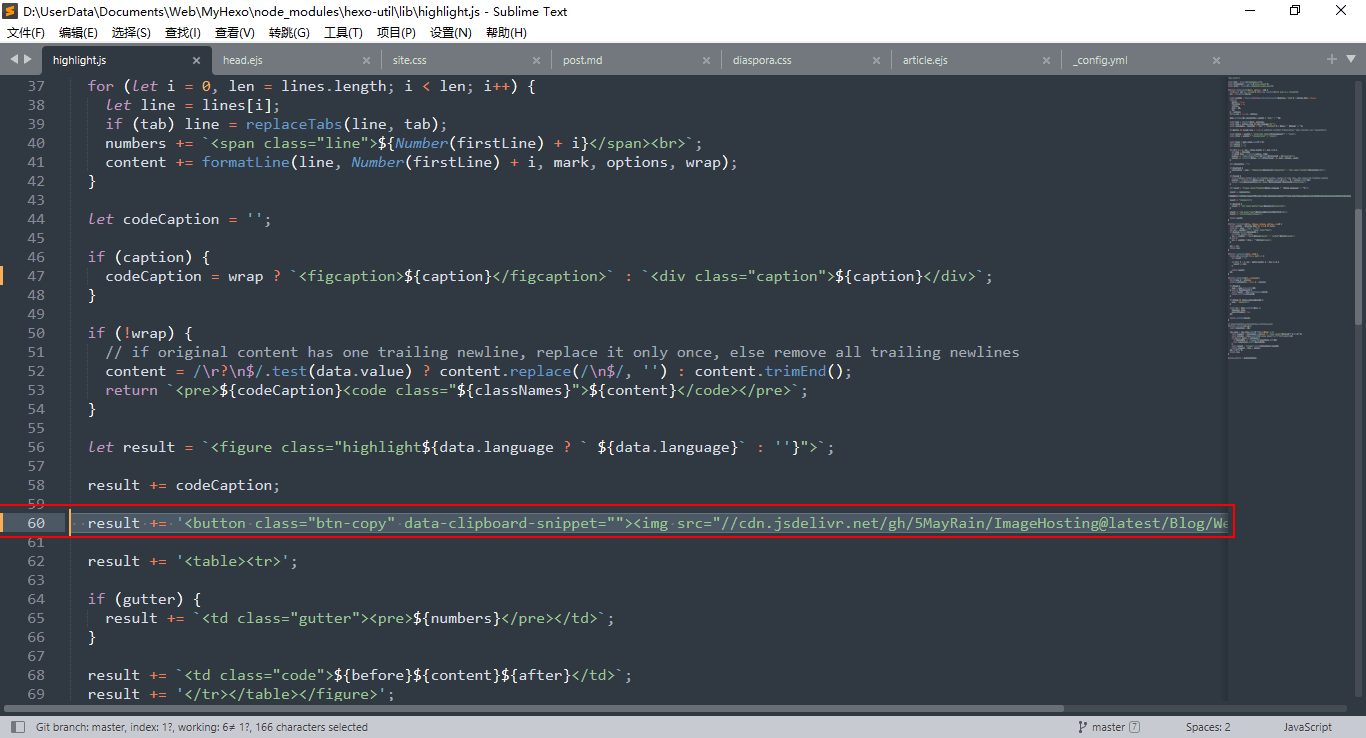 D:\UserData\Documents\Web\MyHexo\node_modules\hexo-util\lib\highlight.js - Sublime Text
文件(F) 编辑(E) 选择(S) 查找(I) 查看(V) 转跳(G) 工具(T) 项目(P) 设置(N) 帮助(H)
highlight.js × head.ejs × site.css × post.md × diaspora.css × article.ejs × _config.yml ×
37 for (let i = 0, len = lines.length; i < len; i++) {
38 let line = lines[i];
39 if (tab) line = replaceTabs(line, tab);
40 numbers += `<span class="line">${Number(firstLine) + i}</span><br>`;
41 content += formatLine(line, Number(firstLine) + i, mark, options, wrap);
42 }
43
44 let codeCaption = '';
45
46 if (caption) {
47 codeCaption = wrap ? `<figcaption>${caption}</figcaption>` : `<div class="caption">${caption}</div>`;
48 }
49
50 if (!wrap) {
51 // if original content has one trailing newline, replace it only once, else remove all trailing newlines
52 content = /\r?\n$/.test(data.value) ? content.replace(/\n$/, '') : content.trimEnd();
53 return `<pre>${codeCaption}<code class="${classNames}">${content}</code></pre>`;
54 }
55
56 let result = `<figure class="highlight${data.language ? ` ${data.language}` : ''}">`;
57
58 result += codeCaption;
59
60 result += '<button class="btn-copy" data-clipboard-snippet=""><img src="//cdn.jsdelivr.net/gh/5MayRain/ImageHosting@latest/Blog/We
61
62 result += '<table><tr>';
63
64 if (gutter) {
65 result += `<td class="gutter"><pre>${numbers}</pre></td>`;
66 }
67
68 result += `<td class="code">${before}${content}${after}</td>`;
69 result += '</tr></table></figure>';
Git branch: master, index: 1?, working: 6≠ 1?, 166 characters selected master 7 Spaces: 2 JavaScript